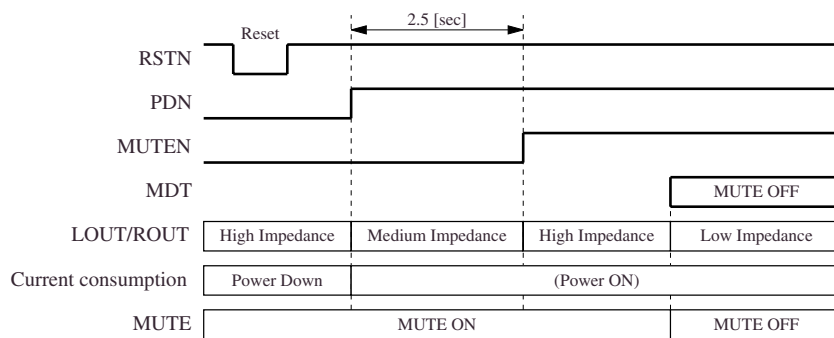 2.5 [sec]
Reset
RSTN
PDN
MUTEN
MDT MUTE OFF
LOUT/ROUT High Impedance Medium Impedance High Impedance Low Impedance
Current consumption Power Down (Power ON)
MUTE MUTE ON MUTE OFF